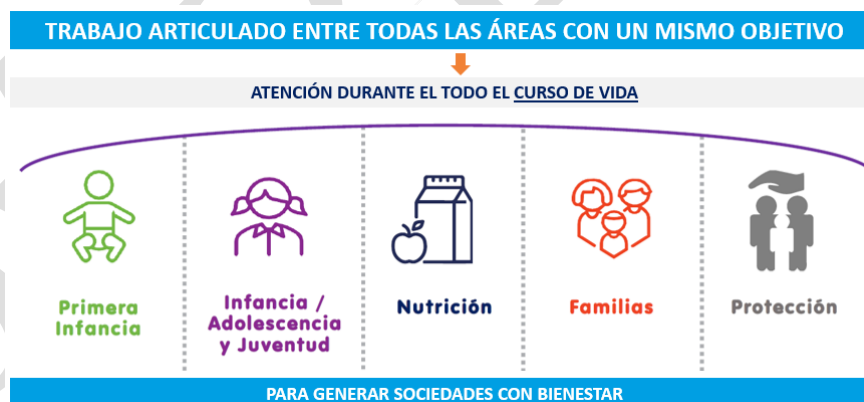 TRABAJO ARTICULADO ENTRE TODAS LAS ÁREAS CON UN MISMO OBJETIVO
ATENCIÓN DURANTE EL TODO EL CURSO DE VIDA
Primera
Infancia
Infancia /
Adolescencia
y Juventud
Nutrición
Familias
Protección
PARA GENERAR SOCIEDADES CON BIENESTAR